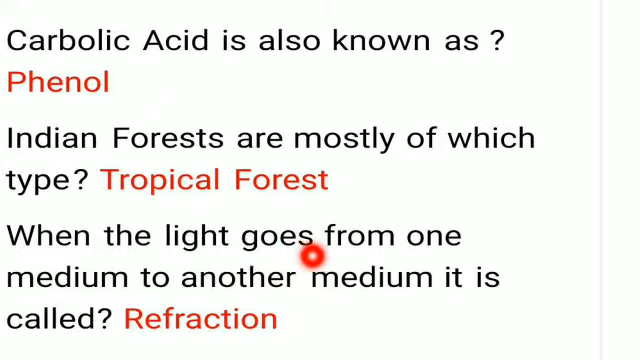 Carbolic Acid is also known as ?
Phenol
Indian Forests are mostly of which
type? Tropical Forest
When the light goes from one
medium to another medium it is
called? Refraction